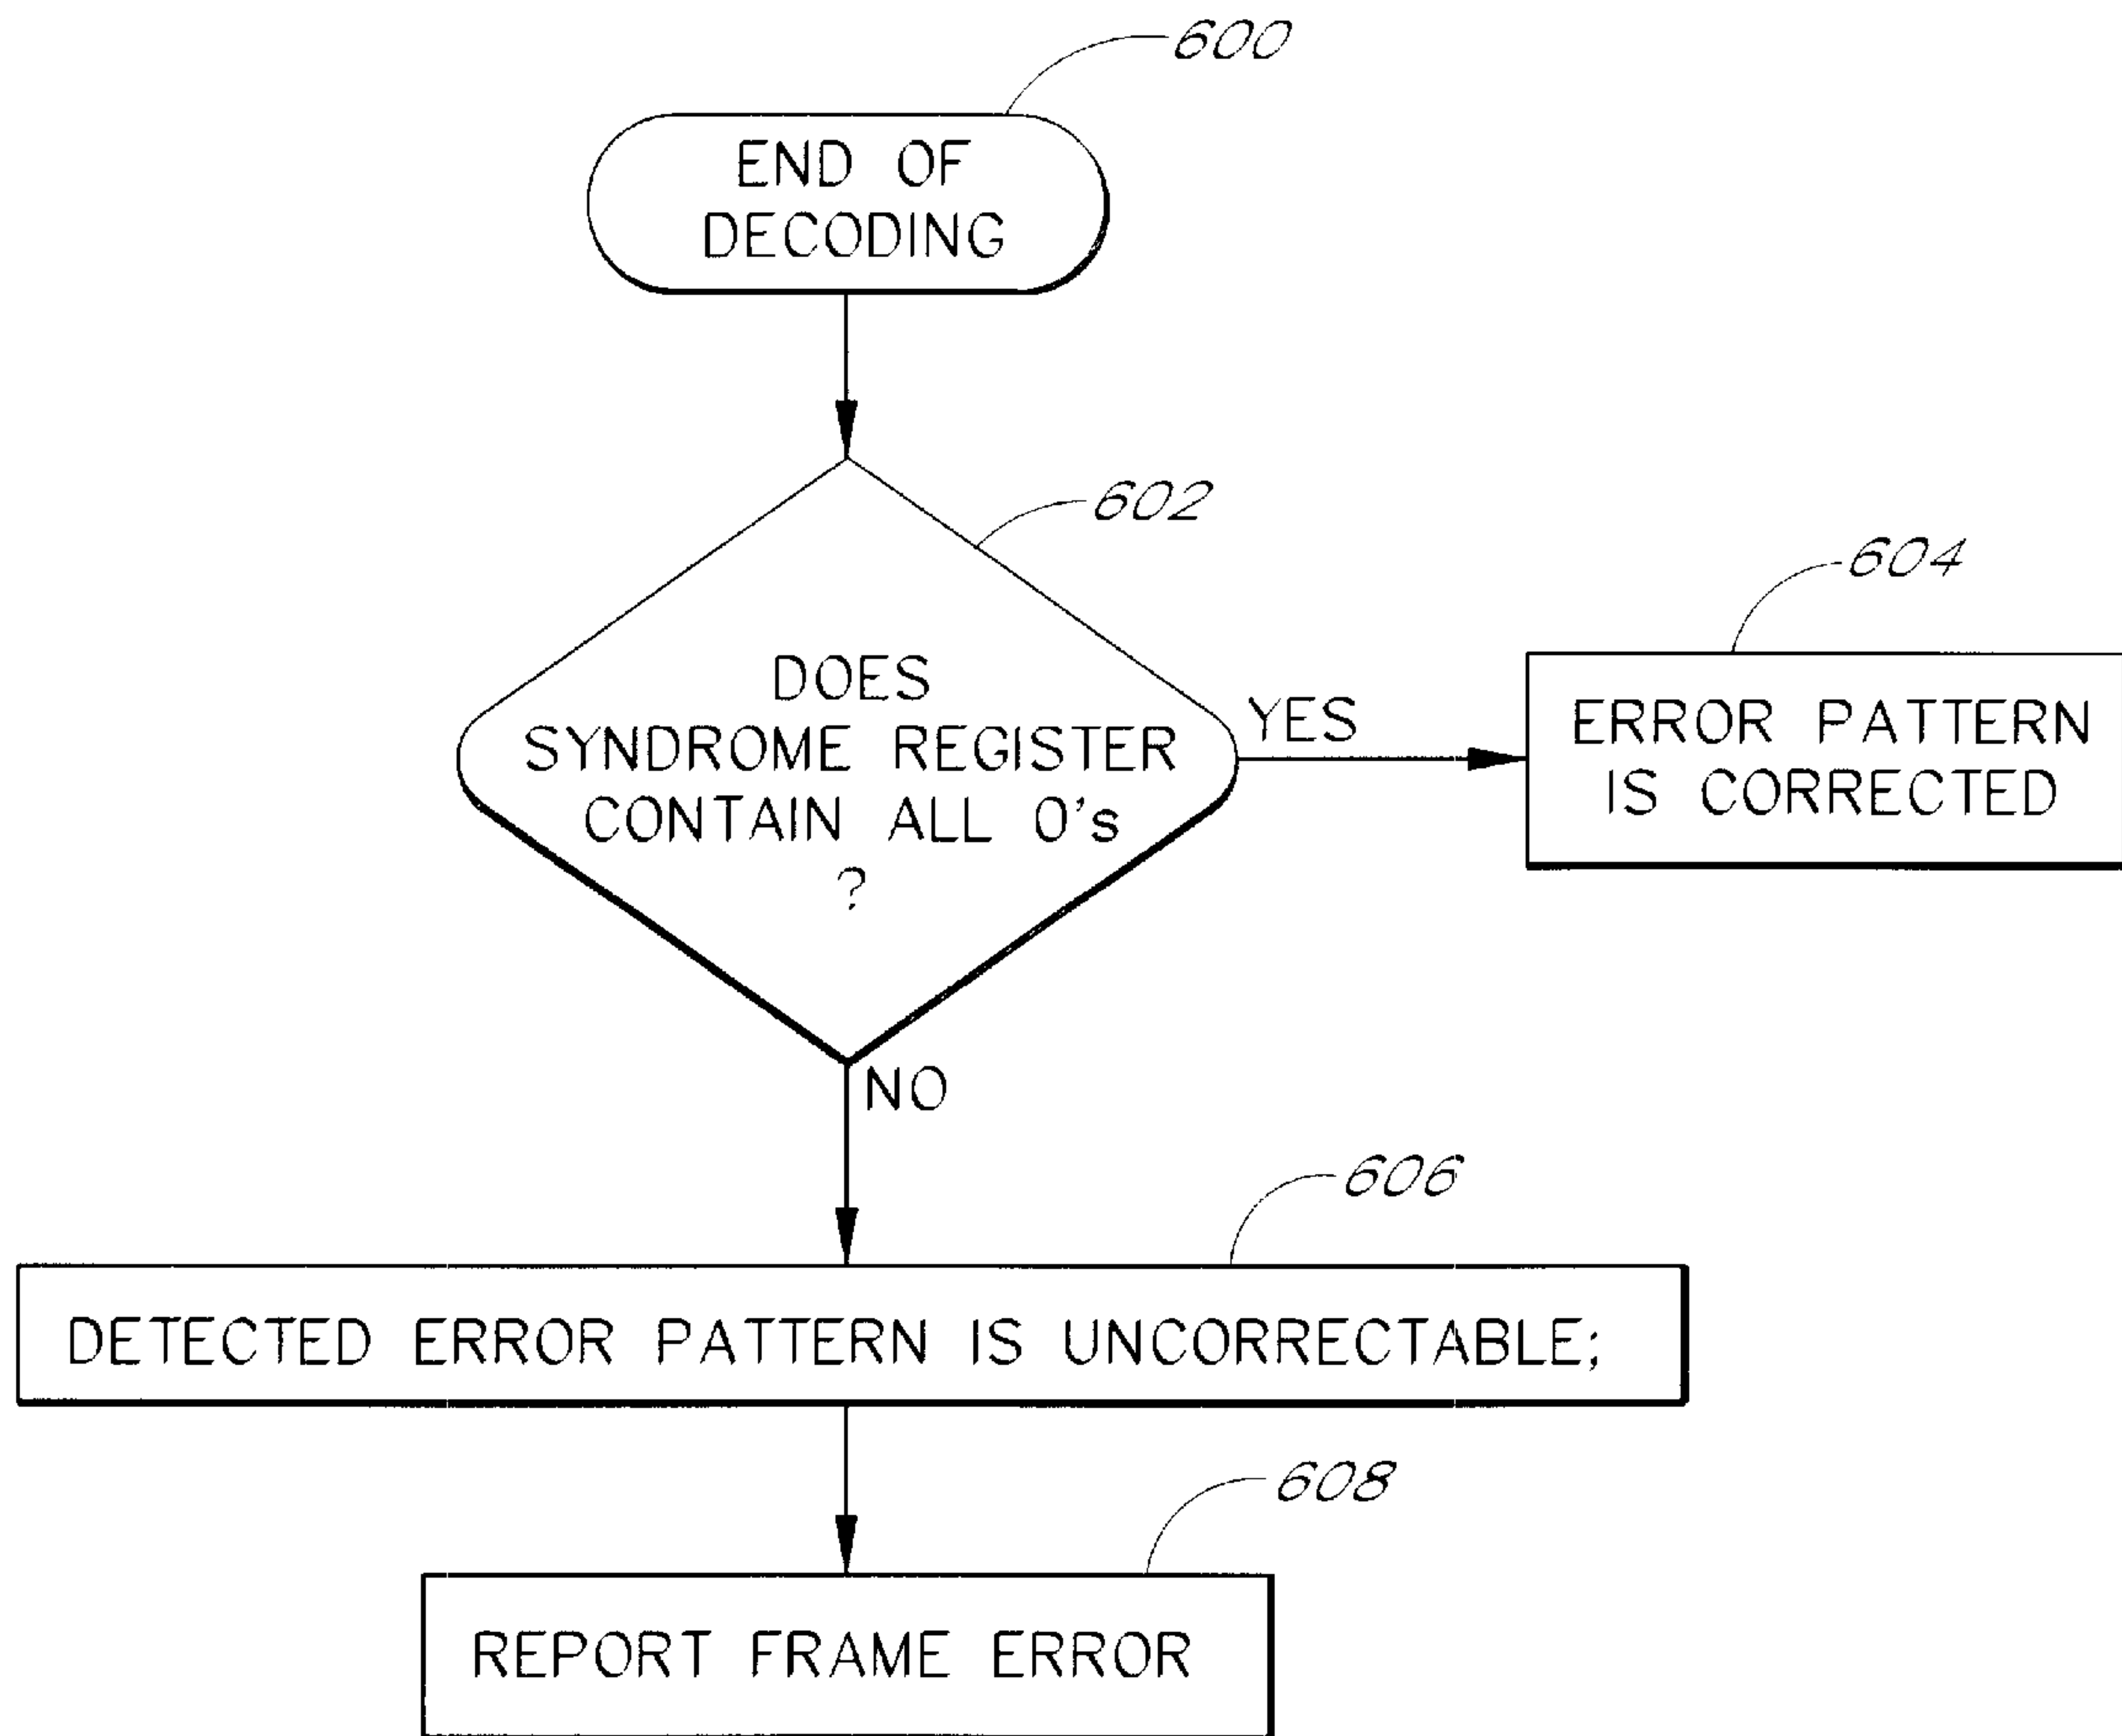 600
END OF
DECODING
602
DOES
SYNDROME REGISTER
CONTAIN ALL 0's
?
YES
604
ERROR PATTERN
IS CORRECTED
NO
606
DETECTED ERROR PATTERN IS UNCORRECTABLE;
608
REPORT FRAME ERROR